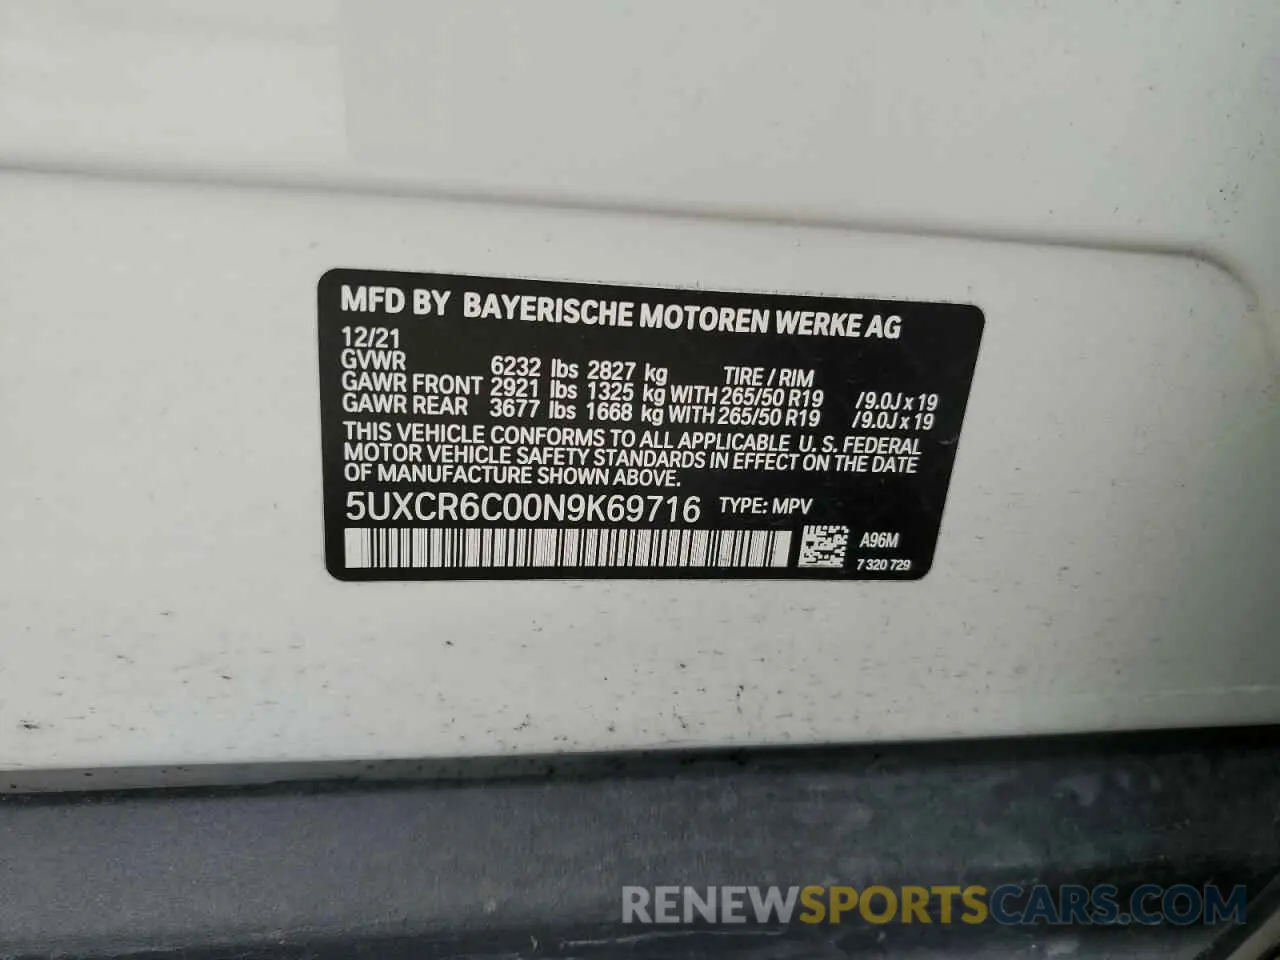 MFD BY BAYERISCHE MOTOREN WERKE AG
12/21
GVWR 6232 lbs 2827 kg TIRE / RIM
GAWR FRONT 2921 lbs 1325 kg WITH 265/50 R19 /9.0J x 19
GAWR REAR 3677 lbs 1668 kg WITH 265/50 R19 /9.0J x 19
THIS VEHICLE CONFORMS TO ALL APPLICABLE U. S. FEDERAL
MOTOR VEHICLE SAFETY STANDARDS IN EFFECT ON THE DATE
OF MANUFACTURE SHOWN ABOVE.
5UXCR6C00N9K69716 TYPE: MPV
A96M
7 320 729
RENEWSPORTSCARS.COM